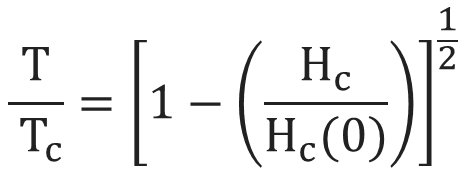 T/T_c = [1 − (H_c/H_c(0))]^{1/2}